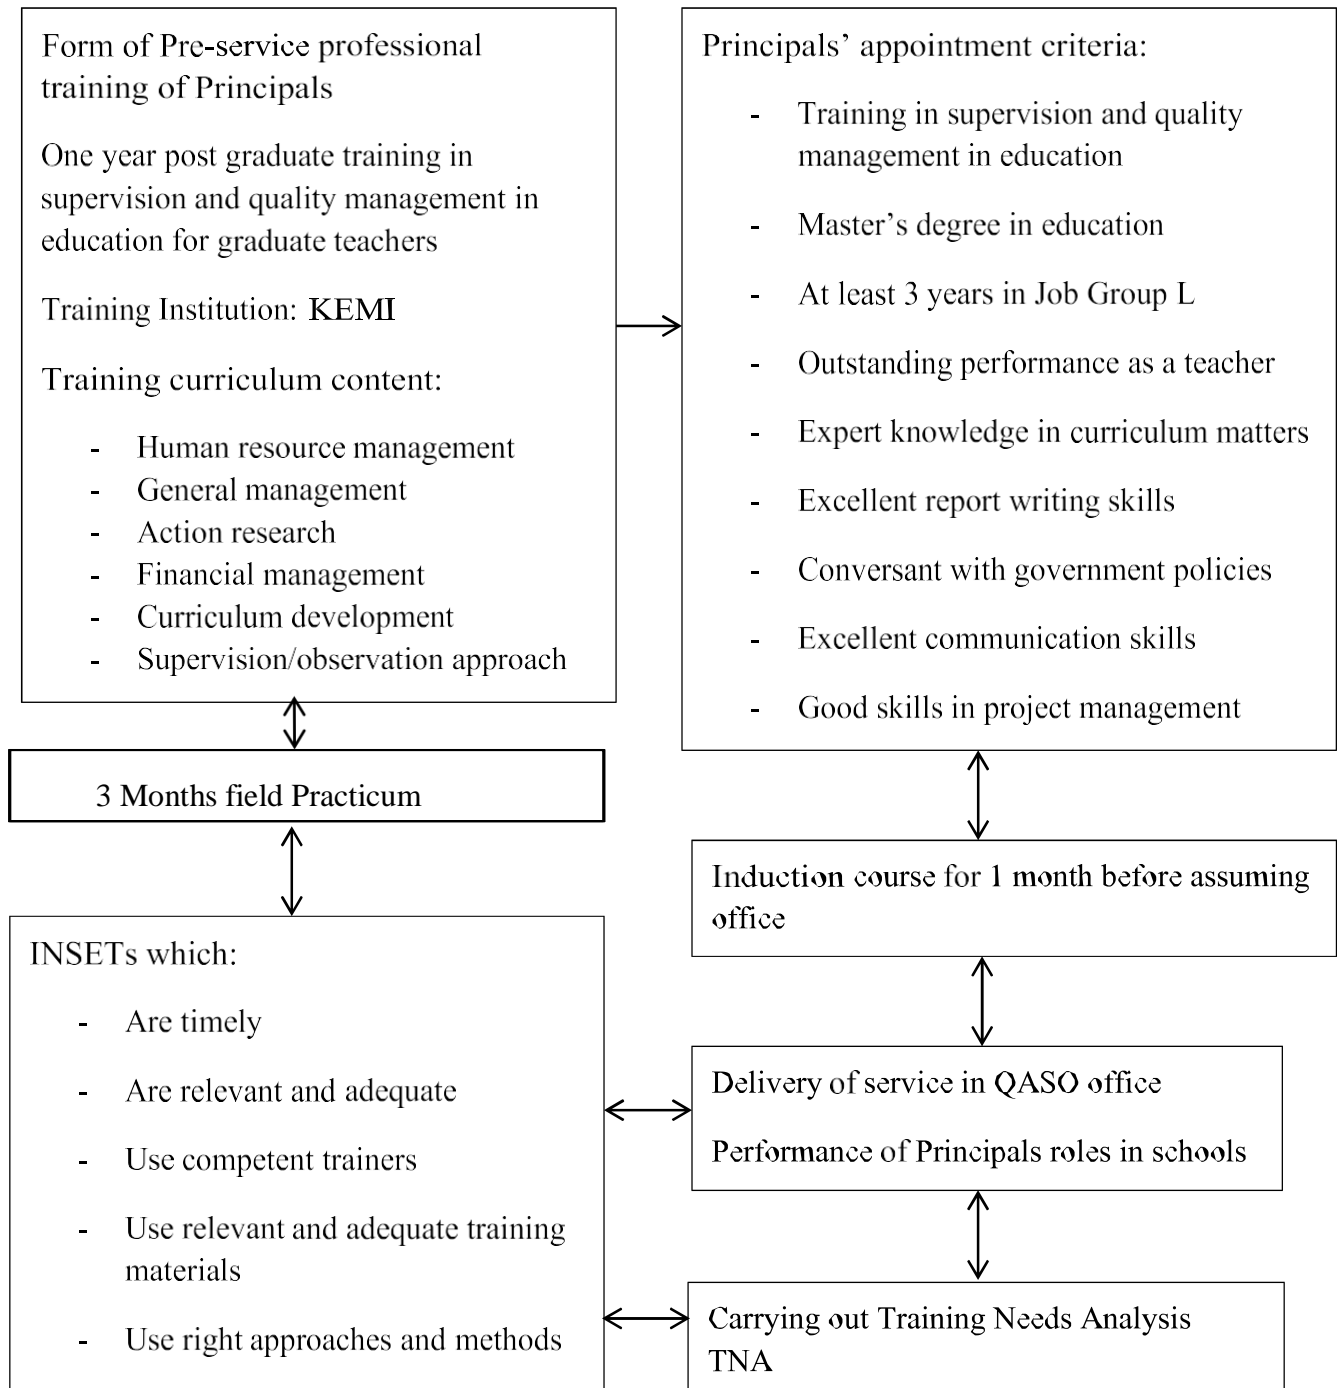 Form of Pre-service professional
training of Principals
One year post graduate training in
supervision and quality management in
education for graduate teachers
Training Institution: KEMI
Training curriculum content:
- Human resource management
- General management
- Action research
- Financial management
- Curriculum development
- Supervision/observation approach
3 Months field Practicum
INSETs which:
- Are timely
- Are relevant and adequate
- Use competent trainers
- Use relevant and adequate training
materials
- Use right approaches and methods
Principals' appointment criteria:
- Training in supervision and quality
management in education
- Master's degree in education
- At least 3 years in Job Group L
- Outstanding performance as a teacher
- Expert knowledge in curriculum matters
- Excellent report writing skills
- Conversant with government policies
- Excellent communication skills
- Good skills in project management
Induction course for 1 month before assuming
office
Delivery of service in QASO office
Performance of Principals roles in schools
Carrying out Training Needs Analysis
TNA